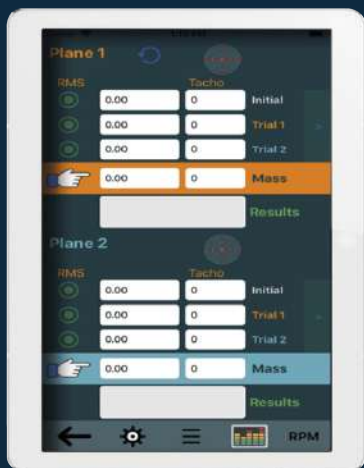 Plane 1
RMS Tacho
0.00 0 Initial
0.00 0 Trial 1
0.00 0 Trial 2
0.00 0 Mass
Results
Plane 2
RMS Tacho
0.00 0 Initial
0.00 0 Trial 1
0.00 0 Trial 2
0.00 0 Mass
Results
RPM